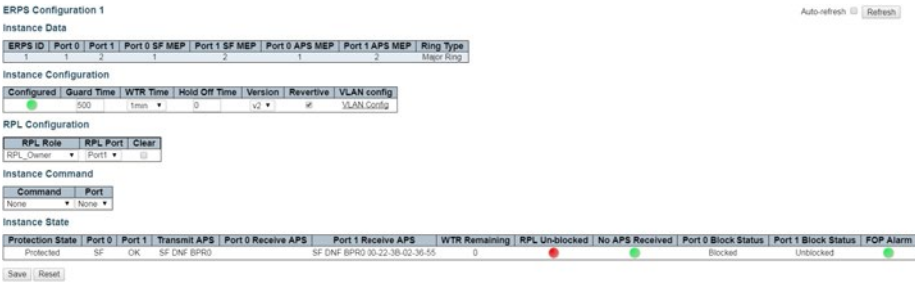 ERPS Configuration 1
Auto-refresh Refresh
Instance Data
ERPS ID Port 0 Port 1 Port 0 SF MEP Port 1 SF MEP Port 0 APS MEP Port 1 APS MEP Ring Type
1 1 2 1 2 1 2 Major Ring
Instance Configuration
Configured Guard Time WTR Time Hold Off Time Version Revertive VLAN config
500 1min 0 v2 VLAN Config
RPL Configuration
RPL Role RPL Port Clear
RPL_Owner Port1
Instance Command
Command Port
None None
Instance State
Protection State Port 0 Port 1 Transmit APS Port 0 Receive APS Port 1 Receive APS WTR Remaining RPL Un-blocked No APS Received Port 0 Block Status Port 1 Block Status FOP Alarm
Protected SF OK SF DNF BPR0 SF DNF BPR0 00-22-3B-02-36-55 0 Blocked Unblocked
Save Reset